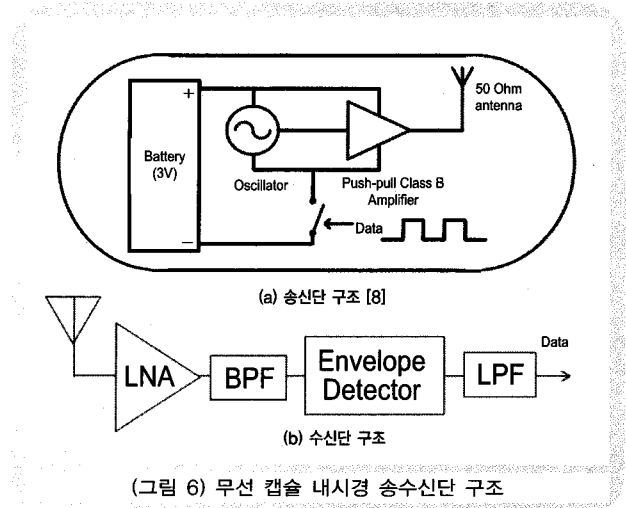 +
50 Ohm
antenna
Battery
(3V)
Oscillator
Push-pull Class B
Amplifier
Data
−
(a) 송신단 구조 [8]
LNA
BPF
Envelope
Detector
LPF
Data
(b) 수신단 구조
(그림 6) 무선 캡슐 내시경 송수신단 구조